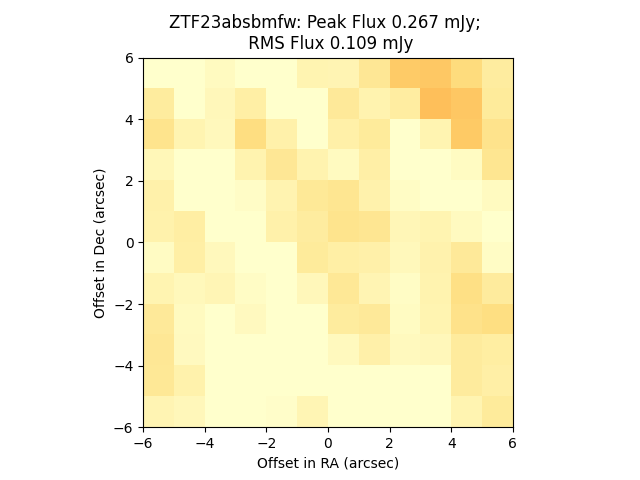 ZTF23absbmfw: Peak Flux 0.267 mJy;
RMS Flux 0.109 mJy
6
4
2
0
−2
−4
−6
Offset in Dec (arcsec)
−6 −4 −2 0 2 4 6
Offset in RA (arcsec)